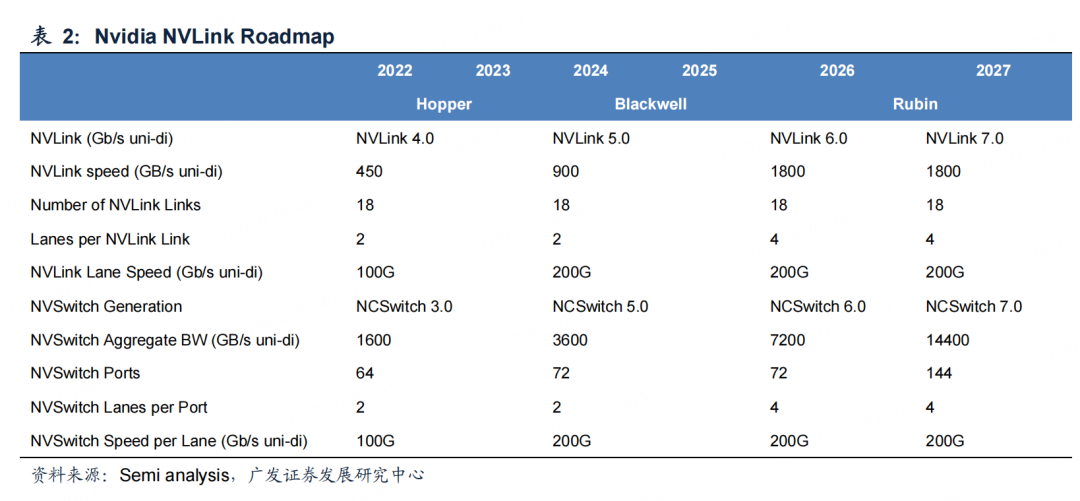 表 2：Nvidia NVLink Roadmap
2022 2023 2024 2025 2026 2027
Hopper Blackwell Rubin
NVLink (Gb/s uni-di) NVLink 4.0 NVLink 5.0 NVLink 6.0 NVLink 7.0
NVLink speed (GB/s uni-di) 450 900 1800 1800
Number of NVLink Links 18 18 18 18
Lanes per NVLink Link 2 2 4 4
NVLink Lane Speed (Gb/s uni-di) 100G 200G 200G 200G
NVSwitch Generation NCSwitch 3.0 NCSwitch 5.0 NCSwitch 6.0 NCSwitch 7.0
NVSwitch Aggregate BW (GB/s uni-di) 1600 3600 7200 14400
NVSwitch Ports 64 72 72 144
NVSwitch Lanes per Port 2 2 4 4
NVSwitch Speed per Lane (Gb/s uni-di) 100G 200G 200G 200G
资料来源：Semi analysis，广发证券发展研究中心